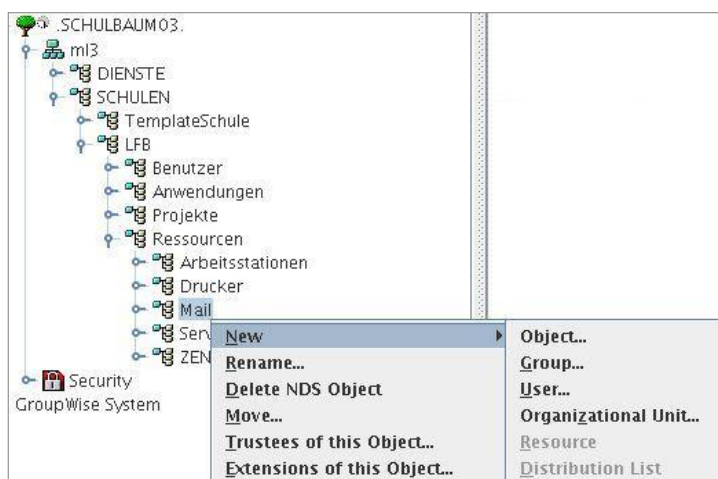 .SCHULBAUM03.
ml3
DIENSTE
SCHULEN
TemplateSchule
LFB
Benutzer
Anwendungen
Projekte
Ressourcen
Arbeitsstationen
Drucker
Mail
Serv
ZEN
Security
GroupWise System
New
Rename...
Delete NDS Object
Move...
Trustees of this Object...
Extensions of this Object...
Object...
Group...
User...
Organizational Unit...
Resource
Distribution List